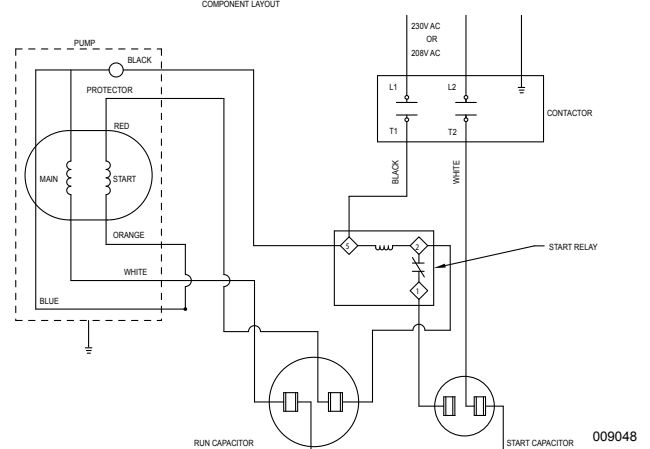 COMPONENT LAYOUT
230V AC
OR
208V AC
PUMP
BLACK
PROTECTOR
L1
L2
CONTACTOR
RED
T1
T2
MAIN
START
BLACK
WHITE
ORANGE
5
2
START RELAY
WHITE
1
BLUE
RUN CAPACITOR
START CAPACITOR
009048